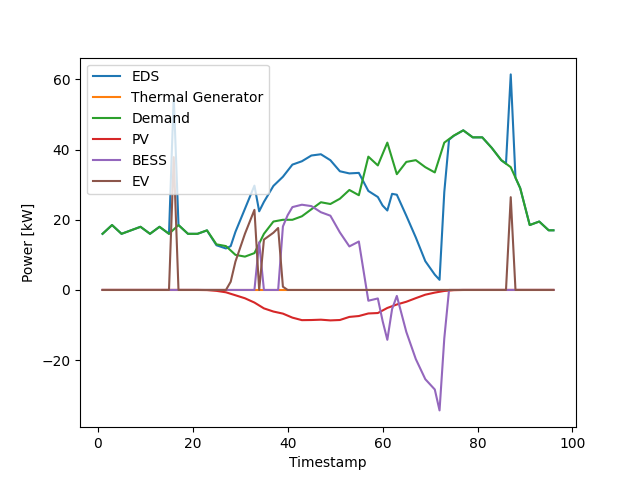 EDS
Thermal Generator
Demand
PV
BESS
EV
60
40
20
0
−20
Power [kW]
0 20 40 60 80 100
Timestamp